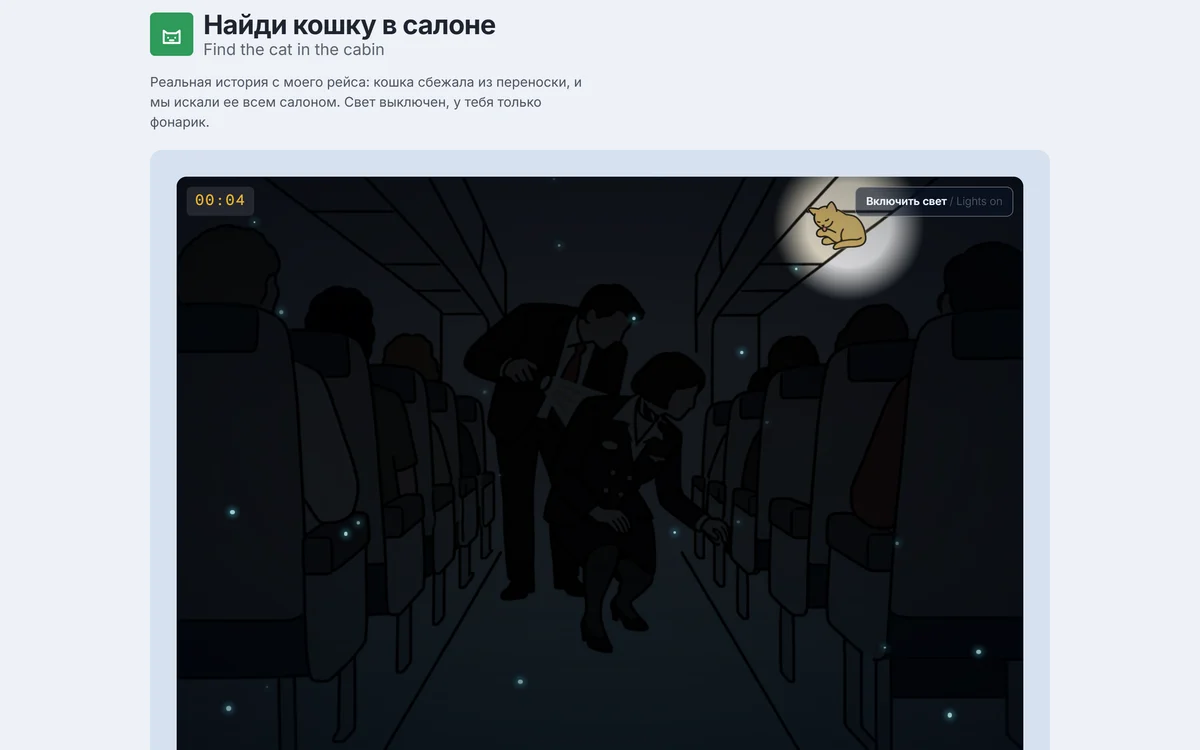 Найди кошку в салоне
Find the cat in the cabin
Реальная история с моего рейса: кошка сбежала из переноски, и
мы искали ее всем салоном. Свет выключен, у тебя только
фонарик.
00:04
Включить свет / Lights on